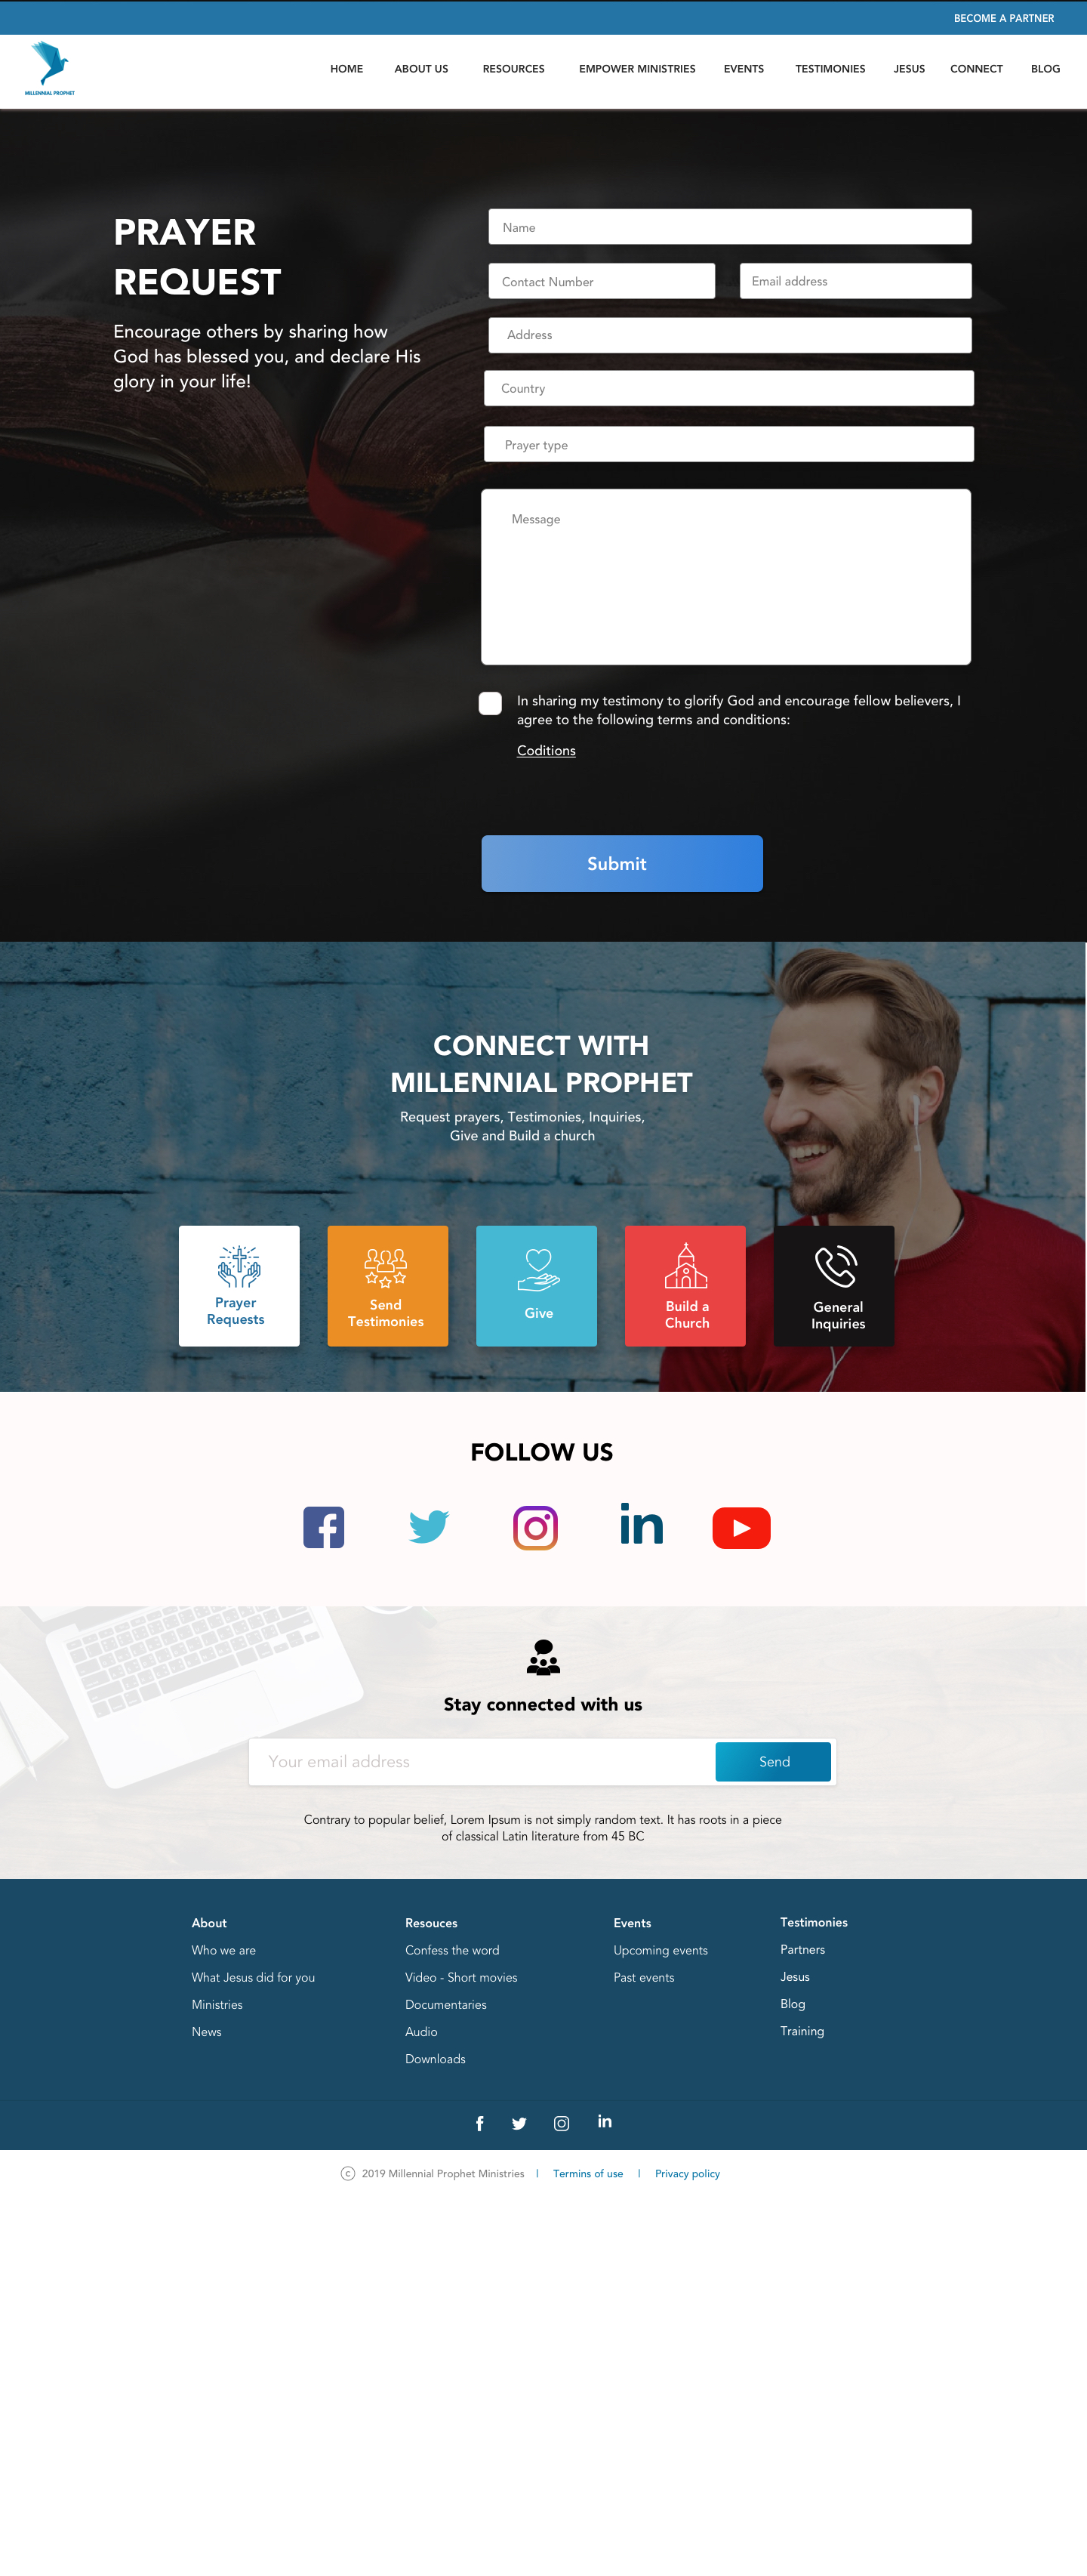 BECOME A PARTNER
MILLENNIAL PROPHET
HOME ABOUT US RESOURCES EMPOWER MINISTRIES EVENTS TESTIMONIES JESUS CONNECT BLOG
PRAYER
REQUEST
Encourage others by sharing how
God has blessed you, and declare His
glory in your life!
Name
Contact Number Email address
Address
Country
Prayer type
Message
In sharing my testimony to glorify God and encourage fellow believers, I
agree to the following terms and conditions:
Coditions
Submit
CONNECT WITH
MILLENNIAL PROPHET
Request prayers, Testimonies, Inquiries,
Give and Build a church
Prayer
Requests
Send
Testimonies
Give
Build a
Church
General
Inquiries
FOLLOW US
in
Stay connected with us
Your email address Send
Contrary to popular belief, Lorem Ipsum is not simply random text. It has roots in a piece
of classical Latin literature from 45 BC
About
Who we are
What Jesus did for you
Ministries
News
Resouces
Confess the word
Video - Short movies
Documentaries
Audio
Downloads
Events
Upcoming events
Past events
Testimonies
Partners
Jesus
Blog
Training
f in
© 2019 Millennial Prophet Ministries | Termins of use | Privacy policy